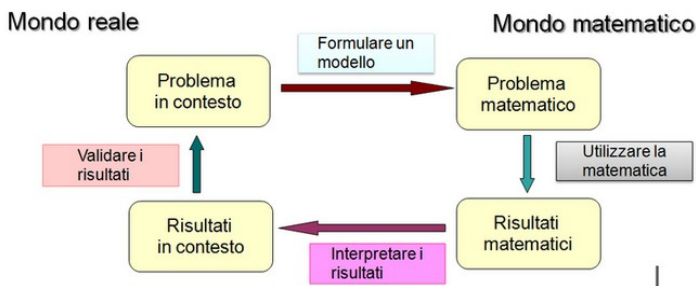 Mondo reale
Mondo matematico
Formulare un
modello
Problema
in contesto
Problema
matematico
Validare i
risultati
Utilizzare la
matematica
Risultati
in contesto
Risultati
matematici
Interpretare i
risultati